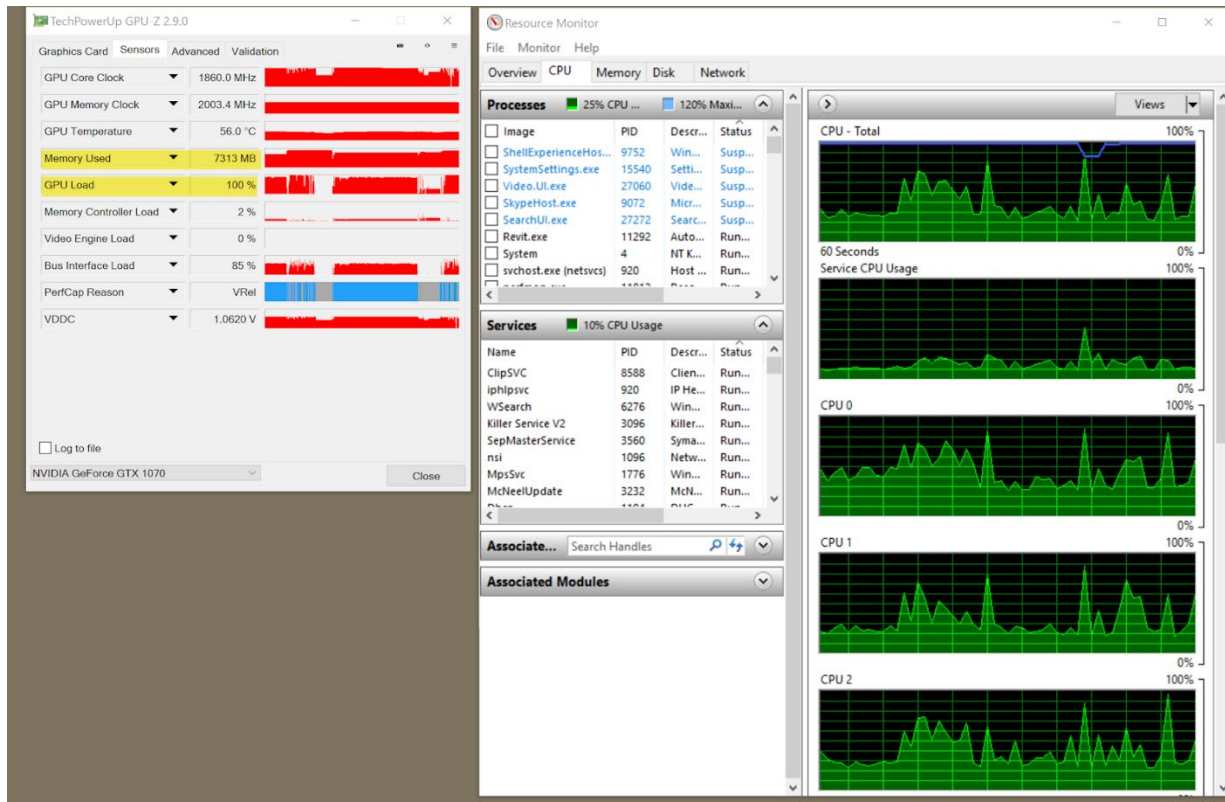 TechPowerUp GPU-Z 2.9.0
Graphics Card Sensors Advanced Validation
GPU Core Clock 1860.0 MHz
GPU Memory Clock 2003.4 MHz
GPU Temperature 56.0 °C
Memory Used 7313 MB
GPU Load 100 %
Memory Controller Load 2 %
Video Engine Load 0 %
Bus Interface Load 85 %
PerfCap Reason VRel
VDDC 1.0620 V
Log to file
NVIDIA GeForce GTX 1070 Close
Resource Monitor
File Monitor Help
Overview CPU Memory Disk Network
Processes 25% CPU ... 120% Maxi...
Image PID Descr... Status
ShellExperienceHos... 9752 Win... Susp...
SystemSettings.exe 15540 Setti... Susp...
Video.UI.exe 27060 Vide... Susp...
SkypeHost.exe 9072 Micr... Susp...
SearchUI.exe 27272 Searc... Susp...
Revit.exe 11292 Auto... Run...
System 4 NT K... Run...
svchost.exe (netsvcs) 920 Host ... Run...
Services 10% CPU Usage
Name PID Descr... Status
ClipSVC 8588 Clien... Run...
iphlpsvc 920 IP He... Run...
WSearch 6276 Win... Run...
Killer Service V2 3096 Killer... Run...
SepMasterService 3560 Syma... Run...
nsi 1096 Netw... Run...
MpsSvc 1776 Win... Run...
McNeelUpdate 3232 McN... Run...
Associate... Search Handles
Associated Modules
Views
CPU - Total 100%
60 Seconds 0%
Service CPU Usage 100%
0%
CPU 0 100%
0%
CPU 1 100%
0%
CPU 2 100%